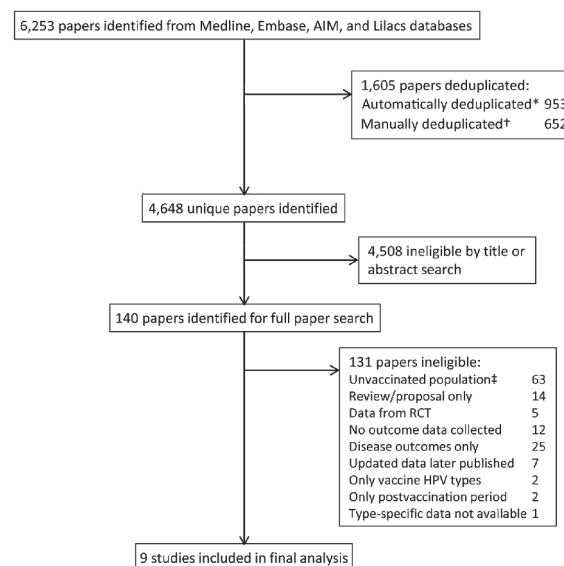 6,253 papers identified from Medline, Embase, AIM, and Lilacs databases
1,605 papers deduplicated:
Automatically deduplicated* 953
Manually deduplicated† 652
4,648 unique papers identified
4,508 ineligible by title or
abstract search
140 papers identified for full paper search
131 papers ineligible:
Unvaccinated population‡ 63
Review/proposal only 14
Data from RCT 5
No outcome data collected 12
Disease outcomes only 25
Updated data later published 7
Only vaccine HPV types 2
Only postvaccination period 2
Type-specific data not available 1
9 studies included in final analysis